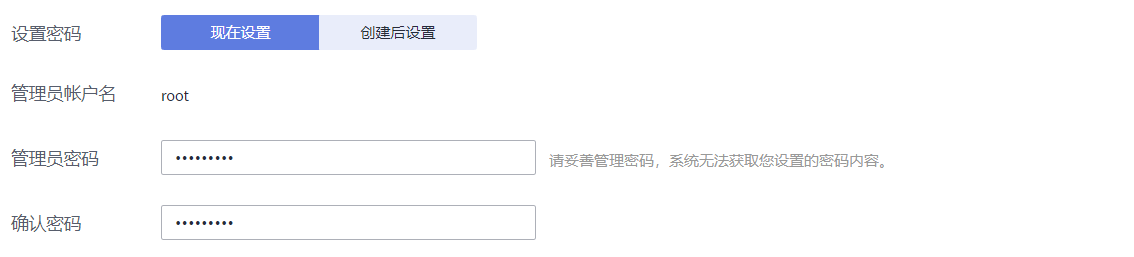 设置密码 现在设置 创建后设置
管理员帐户名 root
管理员密码 ••••••••• 请妥善管理密码，系统无法获取您设置的密码内容。
确认密码 •••••••••